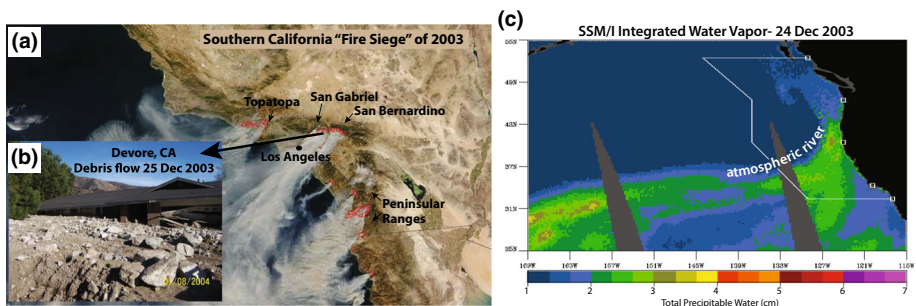 (a)
Southern California “Fire Siege” of 2003
Topatopa
San Gabriel
San Bernardino
Los Angeles
Peninsular
Ranges
(b)
Devore, CA
Debris flow 25 Dec 2003
01/08/2004
(c)
SSM/I Integrated Water Vapor- 24 Dec 2003
55N
49N
43N
37N
31N
25N
atmospheric river
169W
163W
157W
151W
145W
139W
133W
127W
121W
115W
1 2 3 4 5 6 7
Total Precipitable Water (cm)